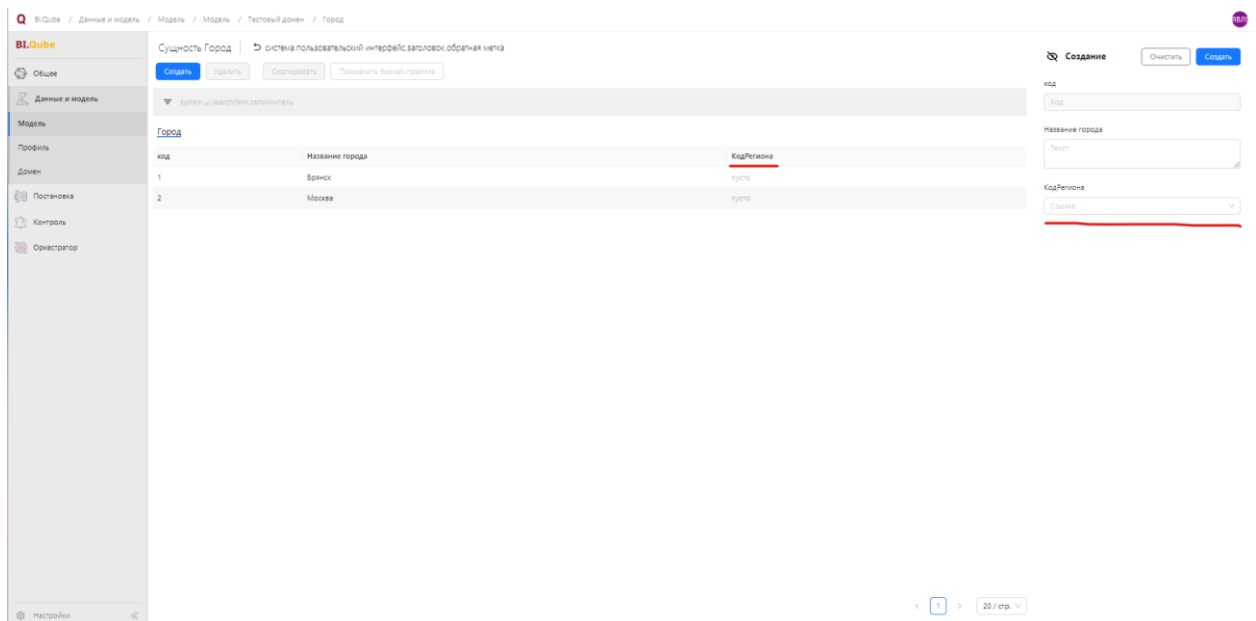 BI.Qube / Данные и модель / Модель / Модель / Тестовый домен / Город
ЯВЛЯ
BI.Qube
Общее
Данные и модель
Модель
Профиль
Домен
Постановка
Контроль
Оркестратор
Настройки
Сущность Город
система.пользовательский интерфейс.заголовок.обратная метка
Создать Удалить Скопировать Применить бизнес-правила
system.ui.searchItem.заполнитель
Город
код Название города КодРегиона
1 Брянск пусто
2 Москва пусто
1 20 / стр.
Создание Очистить Создать
код
Код
Название города
Текст
КодРегиона
Ссылка